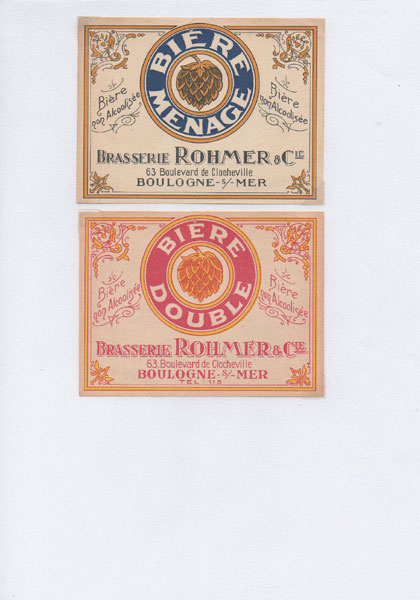 BIÈRE
MENAGE
Bière
non Alcoolisée
Bière
non Alcoolisée
BRASSERIE ROHMER & CIE
63 Boulevard de Clocheville
BOULOGNE-S/-MER
BIÈRE
DOUBLE
Bière
non Alcoolisée
Bière
non Alcoolisée
BRASSERIE ROHMER & CIE
63, Boulevard de Clocheville
BOULOGNE-S/-MER
TEL: 115